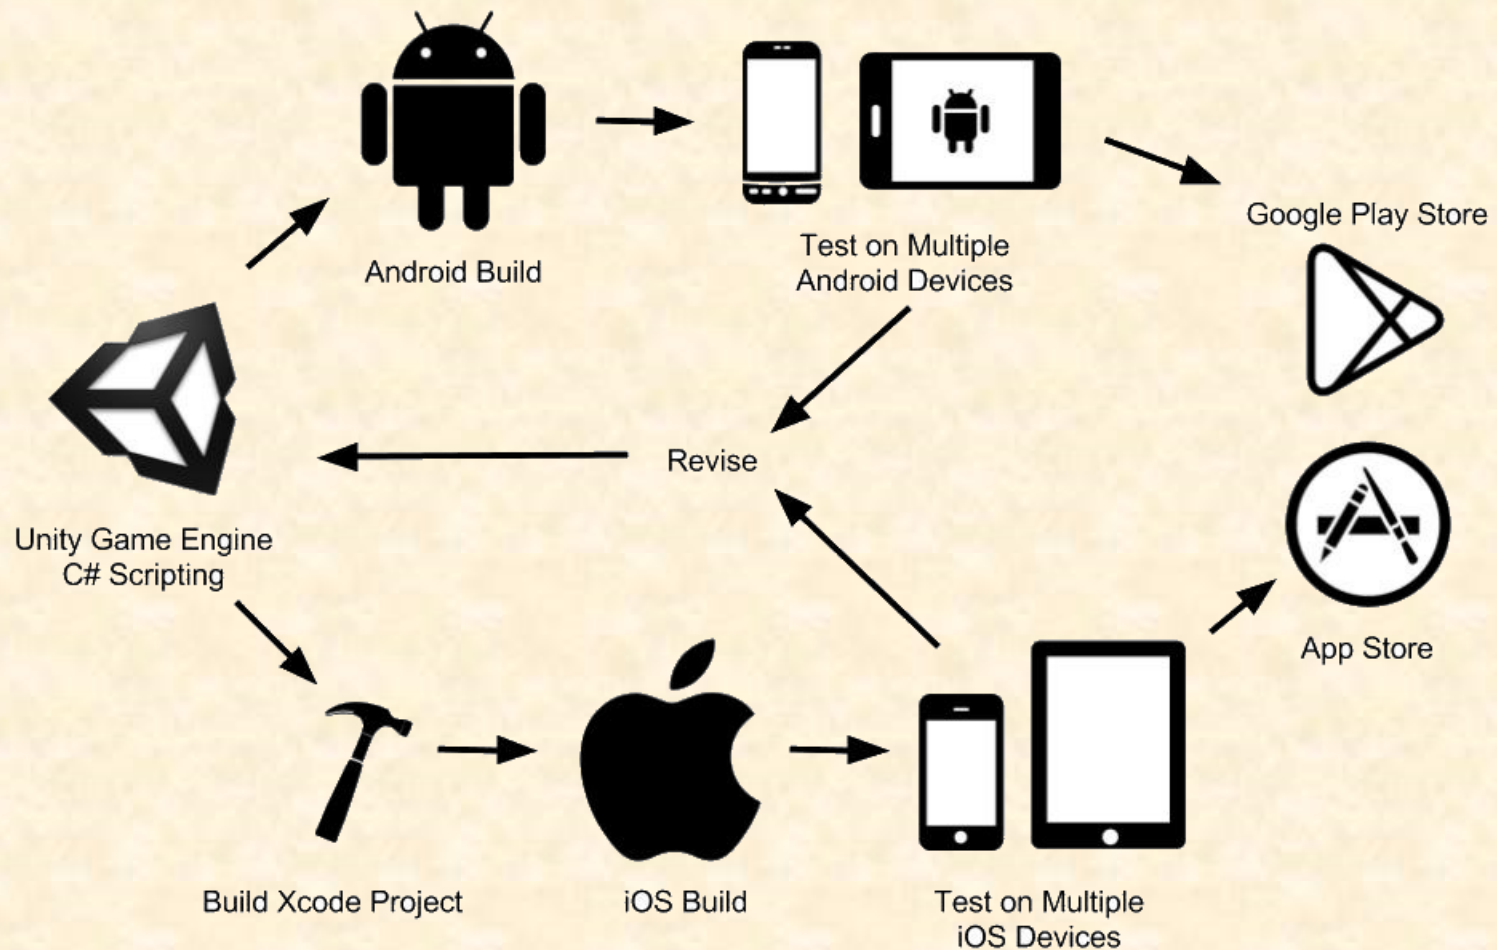 Google Play Store
Test on Multiple
Android Devices
Android Build
Revise
Unity Game Engine
C# Scripting
App Store
Build Xcode Project
iOS Build
Test on Multiple
iOS Devices